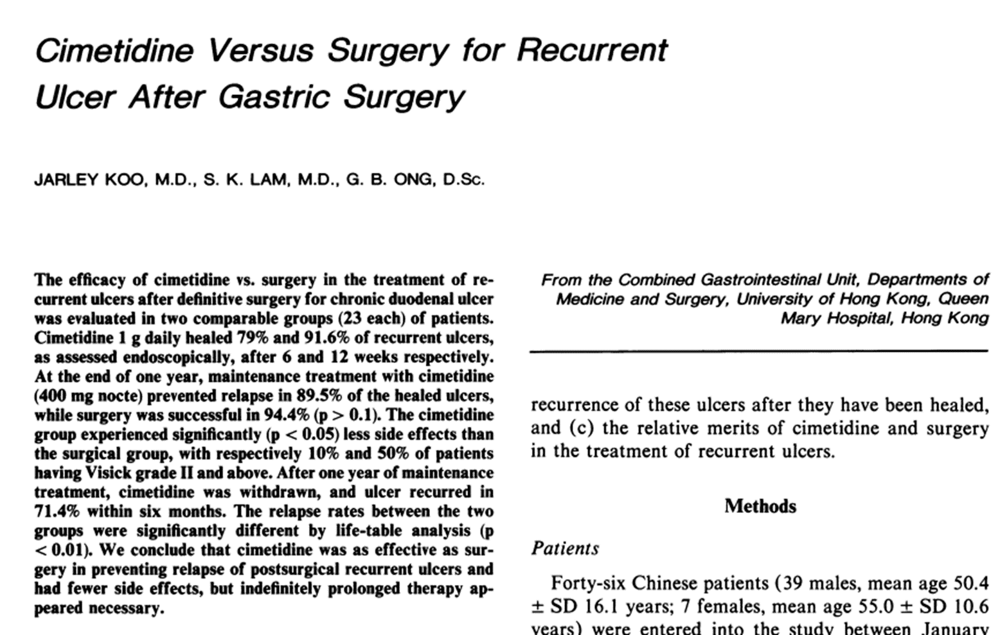 Cimetidine Versus Surgery for Recurrent
Ulcer After Gastric Surgery
JARLEY KOO, M.D., S. K. LAM, M.D., G. B. ONG, D.Sc.
The efficacy of cimetidine vs. surgery in the treatment of re-
current ulcers after definitive surgery for chronic duodenal ulcer
was evaluated in two comparable groups (23 each) of patients.
Cimetidine 1 g daily healed 79% and 91.6% of recurrent ulcers,
as assessed endoscopically, after 6 and 12 weeks respectively.
At the end of one year, maintenance treatment with cimetidine
(400 mg nocte) prevented relapse in 89.5% of the healed ulcers,
while surgery was successful in 94.4% (p > 0.1). The cimetidine
group experienced significantly (p < 0.05) less side effects than
the surgical group, with respectively 10% and 50% of patients
having Visick grade II and above. After one year of maintenance
treatment, cimetidine was withdrawn, and ulcer recurred in
71.4% within six months. The relapse rates between the two
groups were significantly different by life-table analysis (p
< 0.01). We conclude that cimetidine was as effective as sur-
gery in preventing relapse of postsurgical recurrent ulcers and
had fewer side effects, but indefinitely prolonged therapy ap-
peared necessary.
From the Combined Gastrointestinal Unit, Departments of
Medicine and Surgery, University of Hong Kong, Queen
Mary Hospital, Hong Kong
recurrence of these ulcers after they have been healed,
and (c) the relative merits of cimetidine and surgery
in the treatment of recurrent ulcers.
Methods
Patients
Forty-six Chinese patients (39 males, mean age 50.4
± SD 16.1 years; 7 females, mean age 55.0 ± SD 10.6
years) were entered into the study between January